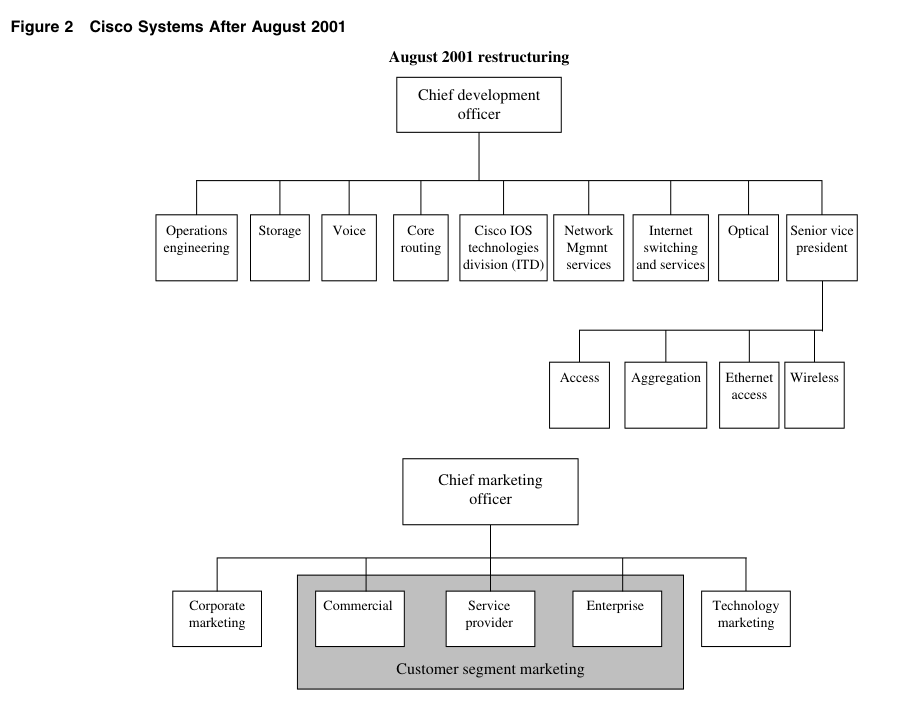 Figure 2 Cisco Systems After August 2001
August 2001 restructuring
Chief development
officer
Operations
engineering
Storage
Voice
Core
routing
Cisco IOS
technologies
division (ITD)
Network
Mgmnt
services
Internet
switching
and services
Optical
Senior vice
president
Access
Aggregation
Ethernet
access
Wireless
Chief marketing
officer
Corporate
marketing
Commercial
Service
provider
Enterprise
Technology
marketing
Customer segment marketing